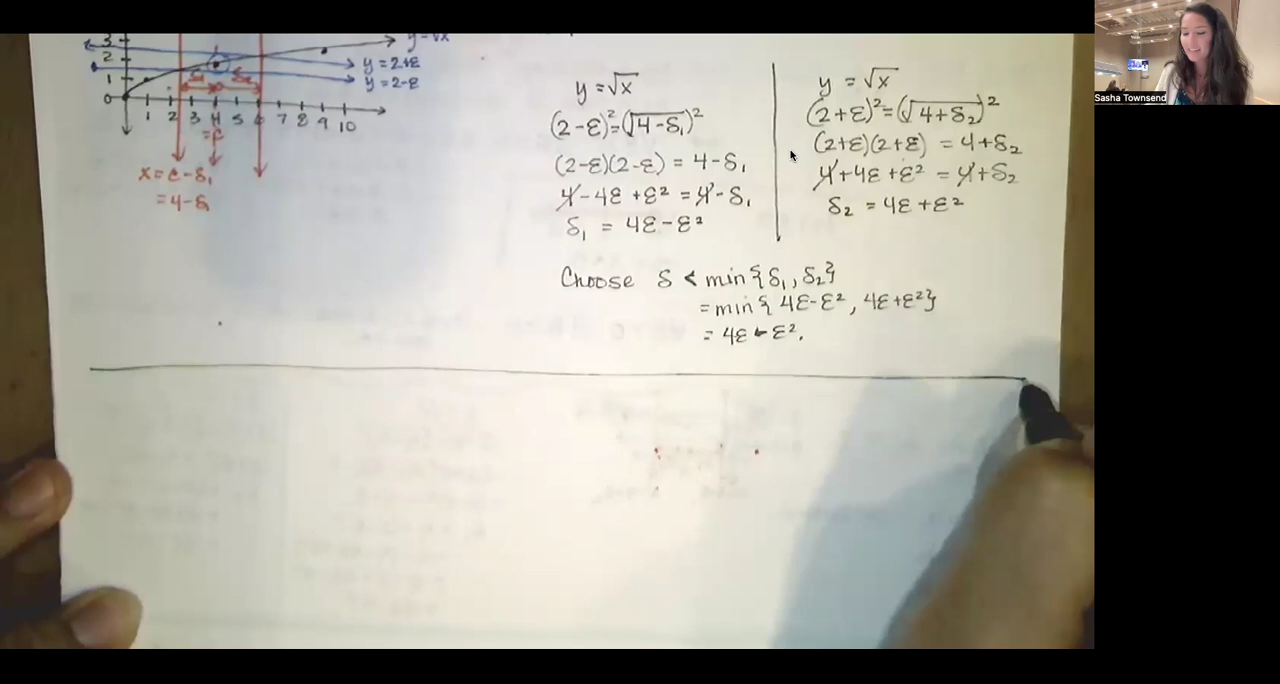 3
2
1
0
y=√x
y = 2+ε
y = 2-ε
1 2 3 4 5 6 7 8 9 10
=c
x = c - δ₁
= 4-δ₁
y = √x
(2-ε)² = (√4-δ₁)²
(2-ε)(2-ε) = 4-δ₁
4-4ε+ε² = 4-δ₁
δ₁ = 4ε-ε²
y = √x
(2+ε)² = (√4+δ₂)²
(2+ε)(2+ε) = 4+δ₂
4+4ε+ε² = 4+δ₂
δ₂ = 4ε+ε²
Choose δ < min{δ₁, δ₂}
= min{4ε-ε², 4ε+ε²}
= 4ε-ε².
Sasha Townsend